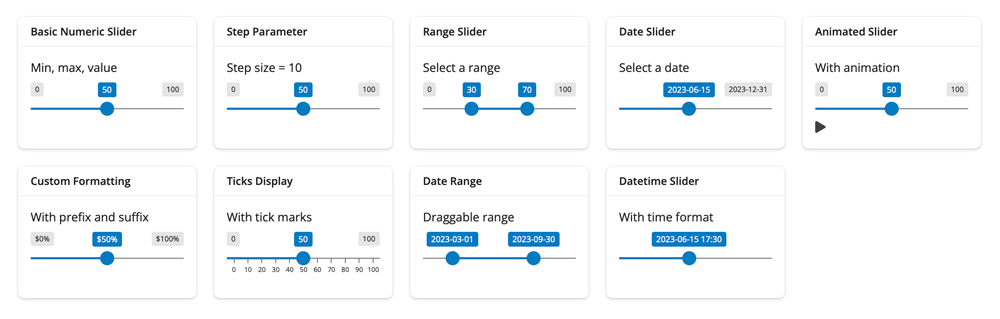 Basic Numeric Slider
Min, max, value
0 50 100
Step Parameter
Step size = 10
0 50 100
Range Slider
Select a range
0 30 70 100
Date Slider
Select a date
2023-06-15 2023-12-31
Animated Slider
With animation
0 50 100
Custom Formatting
With prefix and suffix
$0% $50% $100%
Ticks Display
With tick marks
0 50 100
0 10 20 30 40 50 60 70 80 90 100
Date Range
Draggable range
2023-03-01 2023-09-30
Datetime Slider
With time format
2023-06-15 17:30